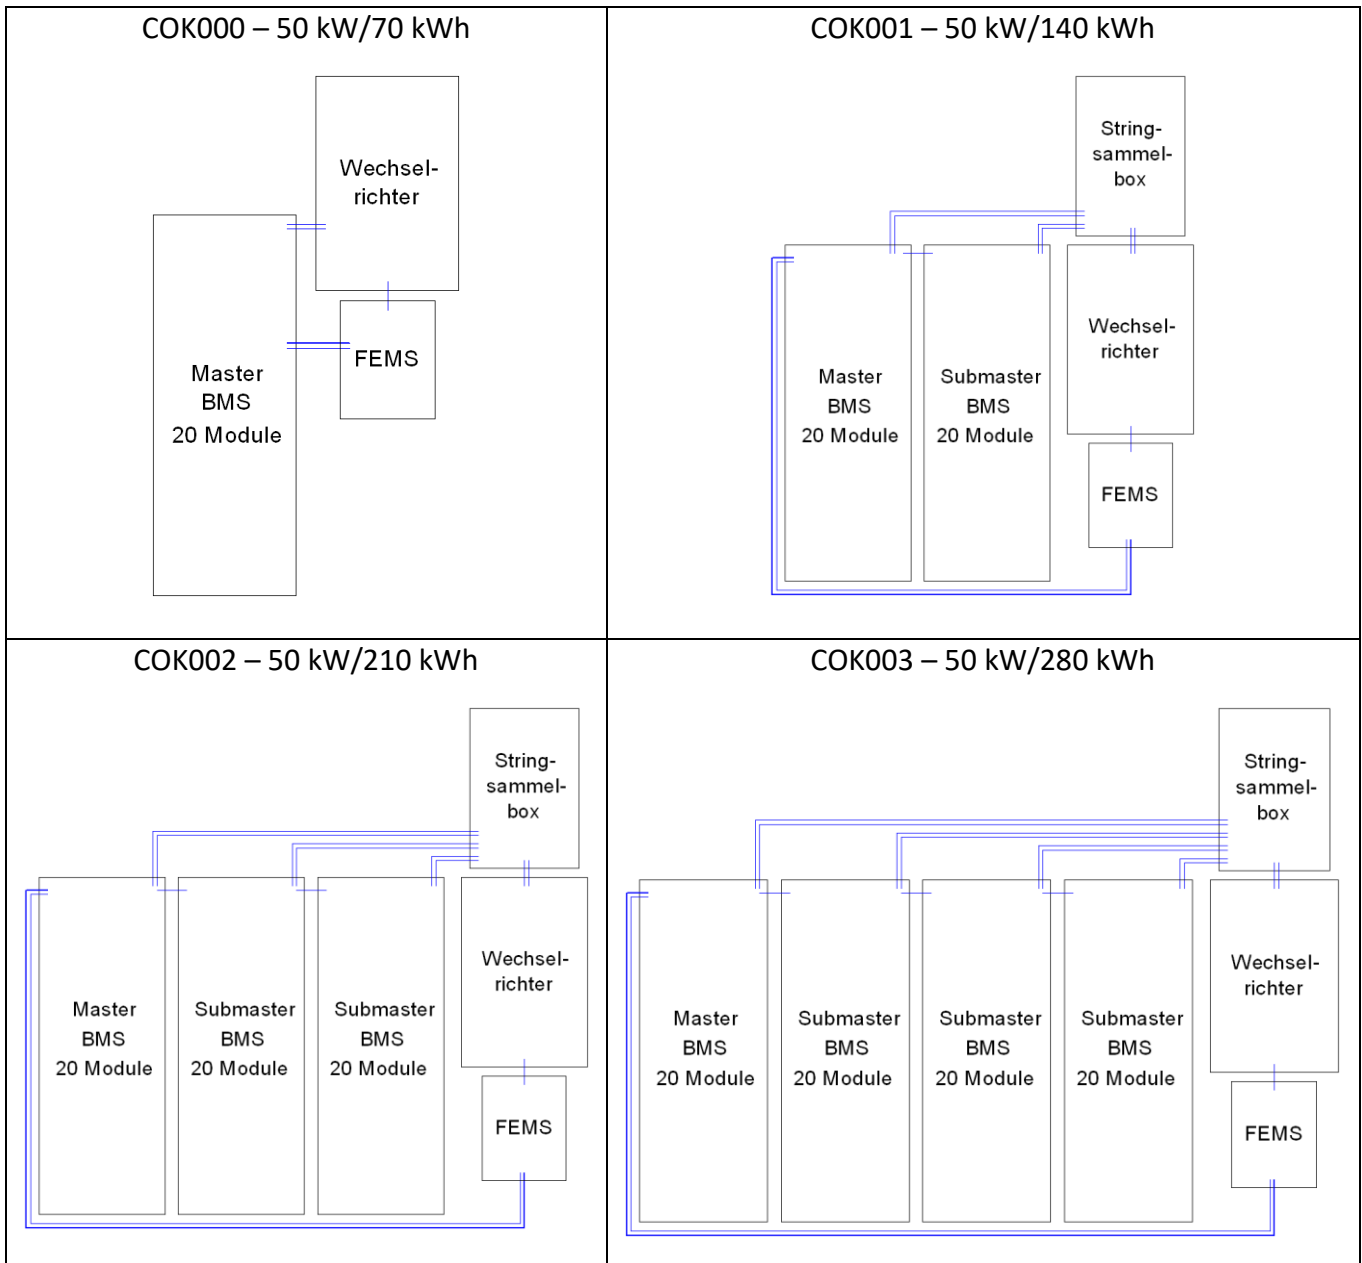 COK000 – 50 kW/70 kWh
Wechsel-
richter
Master
BMS
20 Module
FEMS
COK001 – 50 kW/140 kWh
String-
sammel-
box
Wechsel-
richter
Master
BMS
20 Module
Submaster
BMS
20 Module
FEMS
COK002 – 50 kW/210 kWh
String-
sammel-
box
Wechsel-
richter
Master
BMS
20 Module
Submaster
BMS
20 Module
Submaster
BMS
20 Module
FEMS
COK003 – 50 kW/280 kWh
String-
sammel-
box
Wechsel-
richter
Master
BMS
20 Module
Submaster
BMS
20 Module
Submaster
BMS
20 Module
Submaster
BMS
20 Module
FEMS